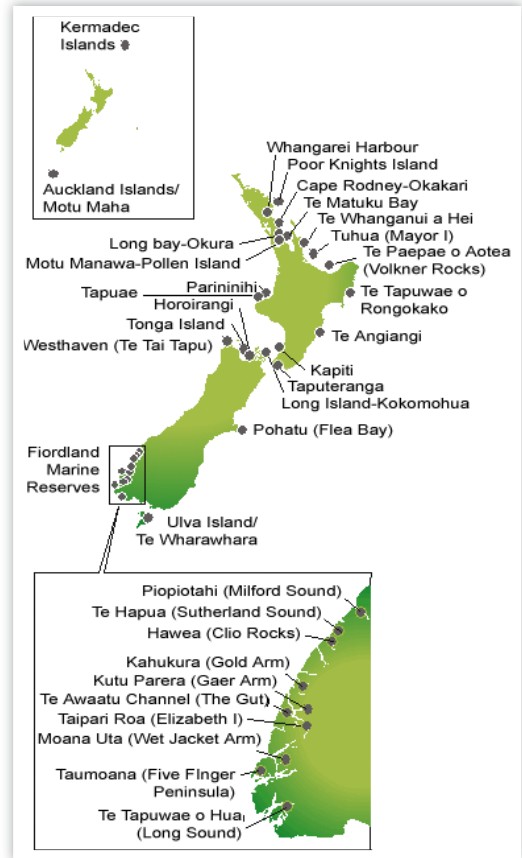 Kermadec
Islands
Auckland Islands/
Motu Maha
Whangarei Harbour
Poor Knights Island
Cape Rodney-Okakari
Te Matuku Bay
Te Whanganui a Hei
Long bay-Okura
Tuhua (Mayor I)
Motu Manawa-Pollen Island
Te Paepae o Aotea
(Volkner Rocks)
Parininihi
Tapuae
Te Tapuwae o
Rongokako
Horoirangi
Tonga Island
Te Angiangi
Westhaven (Te Tai Tapu)
Kapiti
Taputeranga
Long Island-Kokomohua
Pohatu (Flea Bay)
Fiordland
Marine
Reserves
Ulva Island/
Te Wharawhara
Piopiotahi (Milford Sound)
Te Hapua (Sutherland Sound)
Hawea (Clio Rocks)
Kahukura (Gold Arm)
Kutu Parera (Gaer Arm)
Te Awaatu Channel (The Gut)
Taipari Roa (Elizabeth I)
Moana Uta (Wet Jacket Arm)
Taumoana (Five FInger
Peninsula)
Te Tapuwae o Hua
(Long Sound)